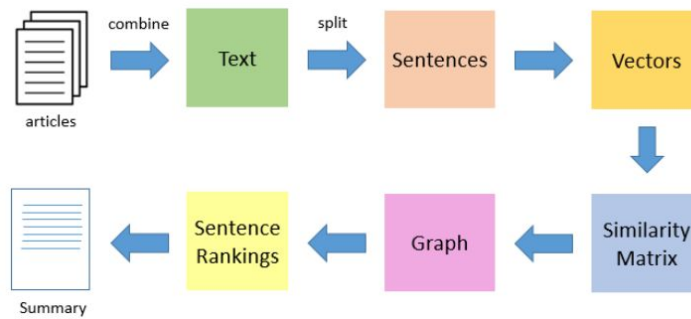 combine
split
Text
Sentences
Vectors
articles
Similarity
Matrix
Graph
Sentence
Rankings
Summary